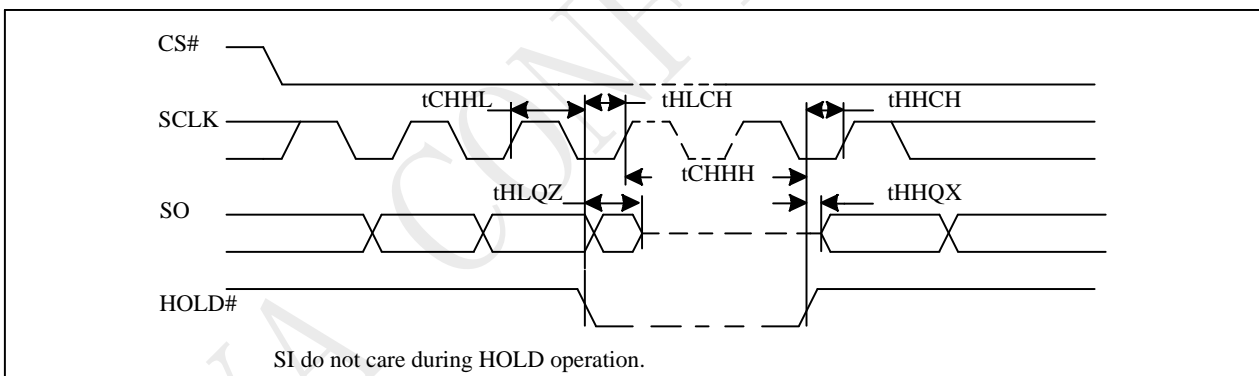 CS#
tCHHL
tHLCH
tHHCH
SCLK
tCHHH
tHLQZ
tHHQX
SO
HOLD#
SI do not care during HOLD operation.